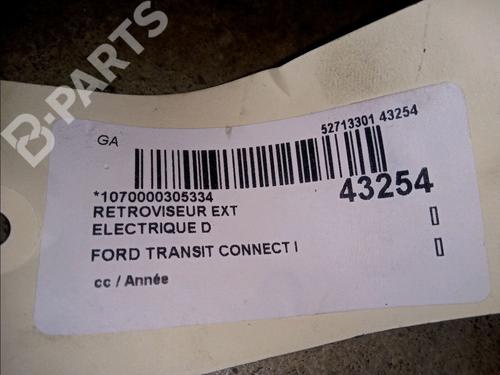 B-PARTS
GA
52713301 43254
*1070000305334
43254
RETROVISEUR EXT
ELECTRIQUE D
FORD TRANSIT CONNECT I
cc / Année